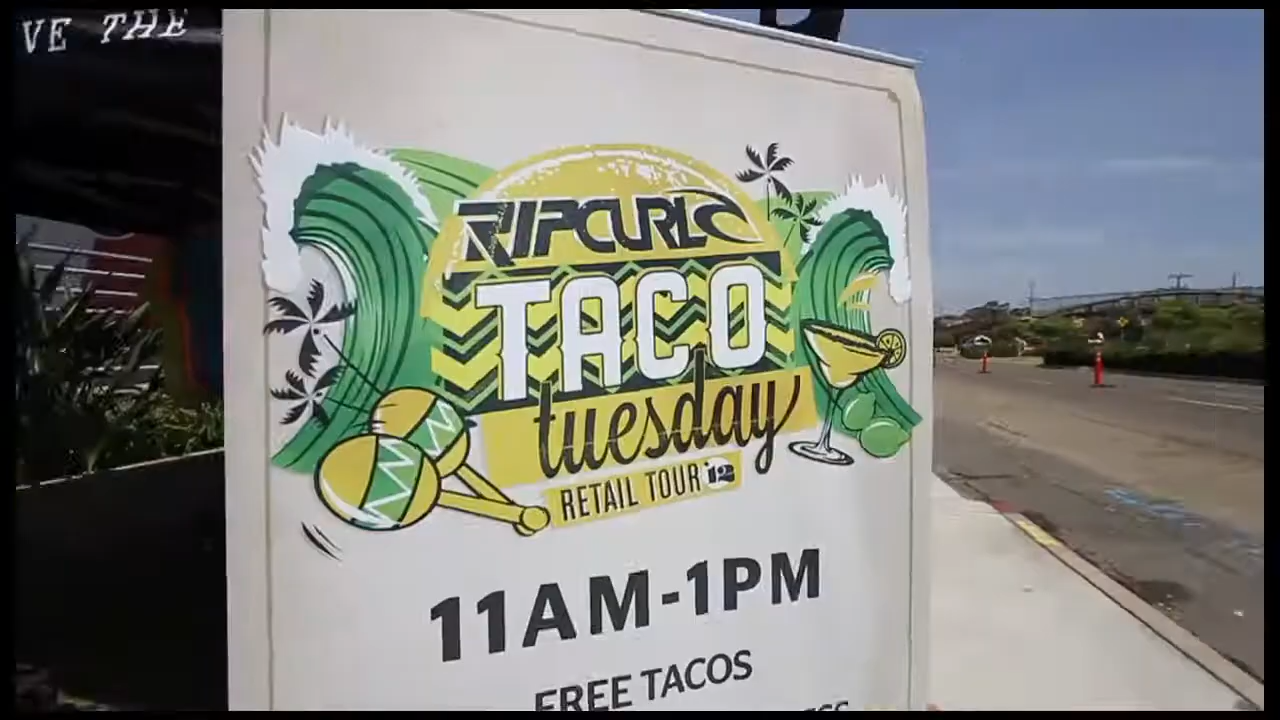 VE THE
RIPCURL
TACO
tuesday
RETAIL TOUR '12
11AM-1PM
FREE TACOS